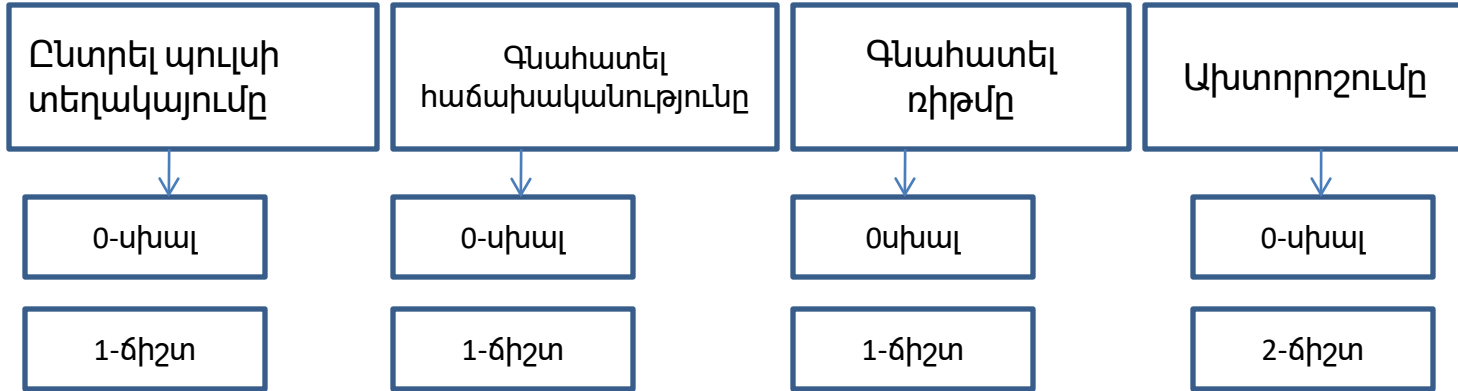 Ընտրել պուլսի
տեղակայումը
Գնահատել
հաճախականությունը
Գնահատել
ռիթմը
Ախտորոշումը
0-սխալ
0-սխալ
0սխալ
0-սխալ
1-ճիշտ
1-ճիշտ
1-ճիշտ
2-ճիշտ